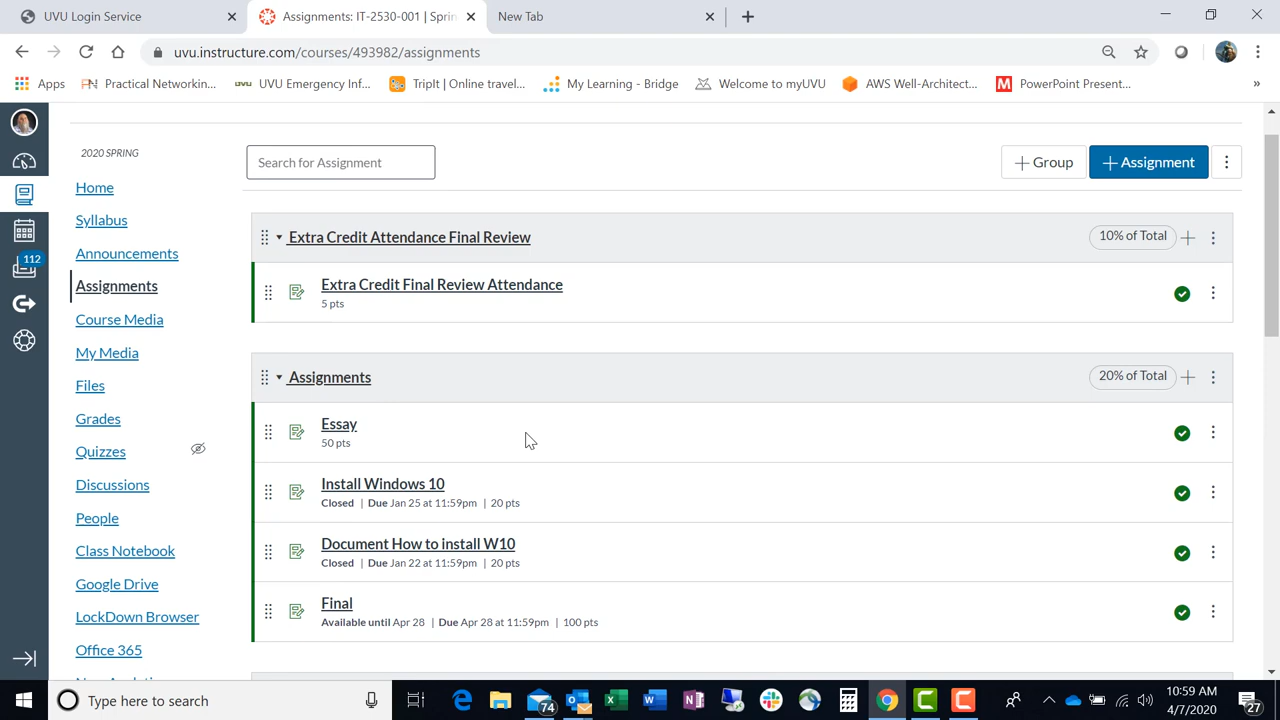 UVU Login Service
Assignments: IT-2530-001 | Sprin
New Tab
uvu.instructure.com/courses/493982/assignments
Apps
Practical Networkin...
UVU
UVU Emergency Inf...
TripIt | Online travel...
My Learning - Bridge
Welcome to myUVU
AWS Well-Architect...
M
PowerPoint Present...
»
2020 SPRING
Search for Assignment
Group
Assignment
Home
Syllabus
Announcements
112
Assignments
Course Media
My Media
Files
Grades
Quizzes
Discussions
People
Class Notebook
Google Drive
LockDown Browser
Office 365
Extra Credit Attendance Final Review
10% of Total
Extra Credit Final Review Attendance
5 pts
Assignments
20% of Total
Essay
50 pts
Install Windows 10
Closed | Due Jan 25 at 11:59pm | 20 pts
Document How to install W10
Closed | Due Jan 22 at 11:59pm | 20 pts
Final
Available until Apr 28 | Due Apr 28 at 11:59pm | 100 pts
Type here to search
74
10:59 AM
4/7/2020
27